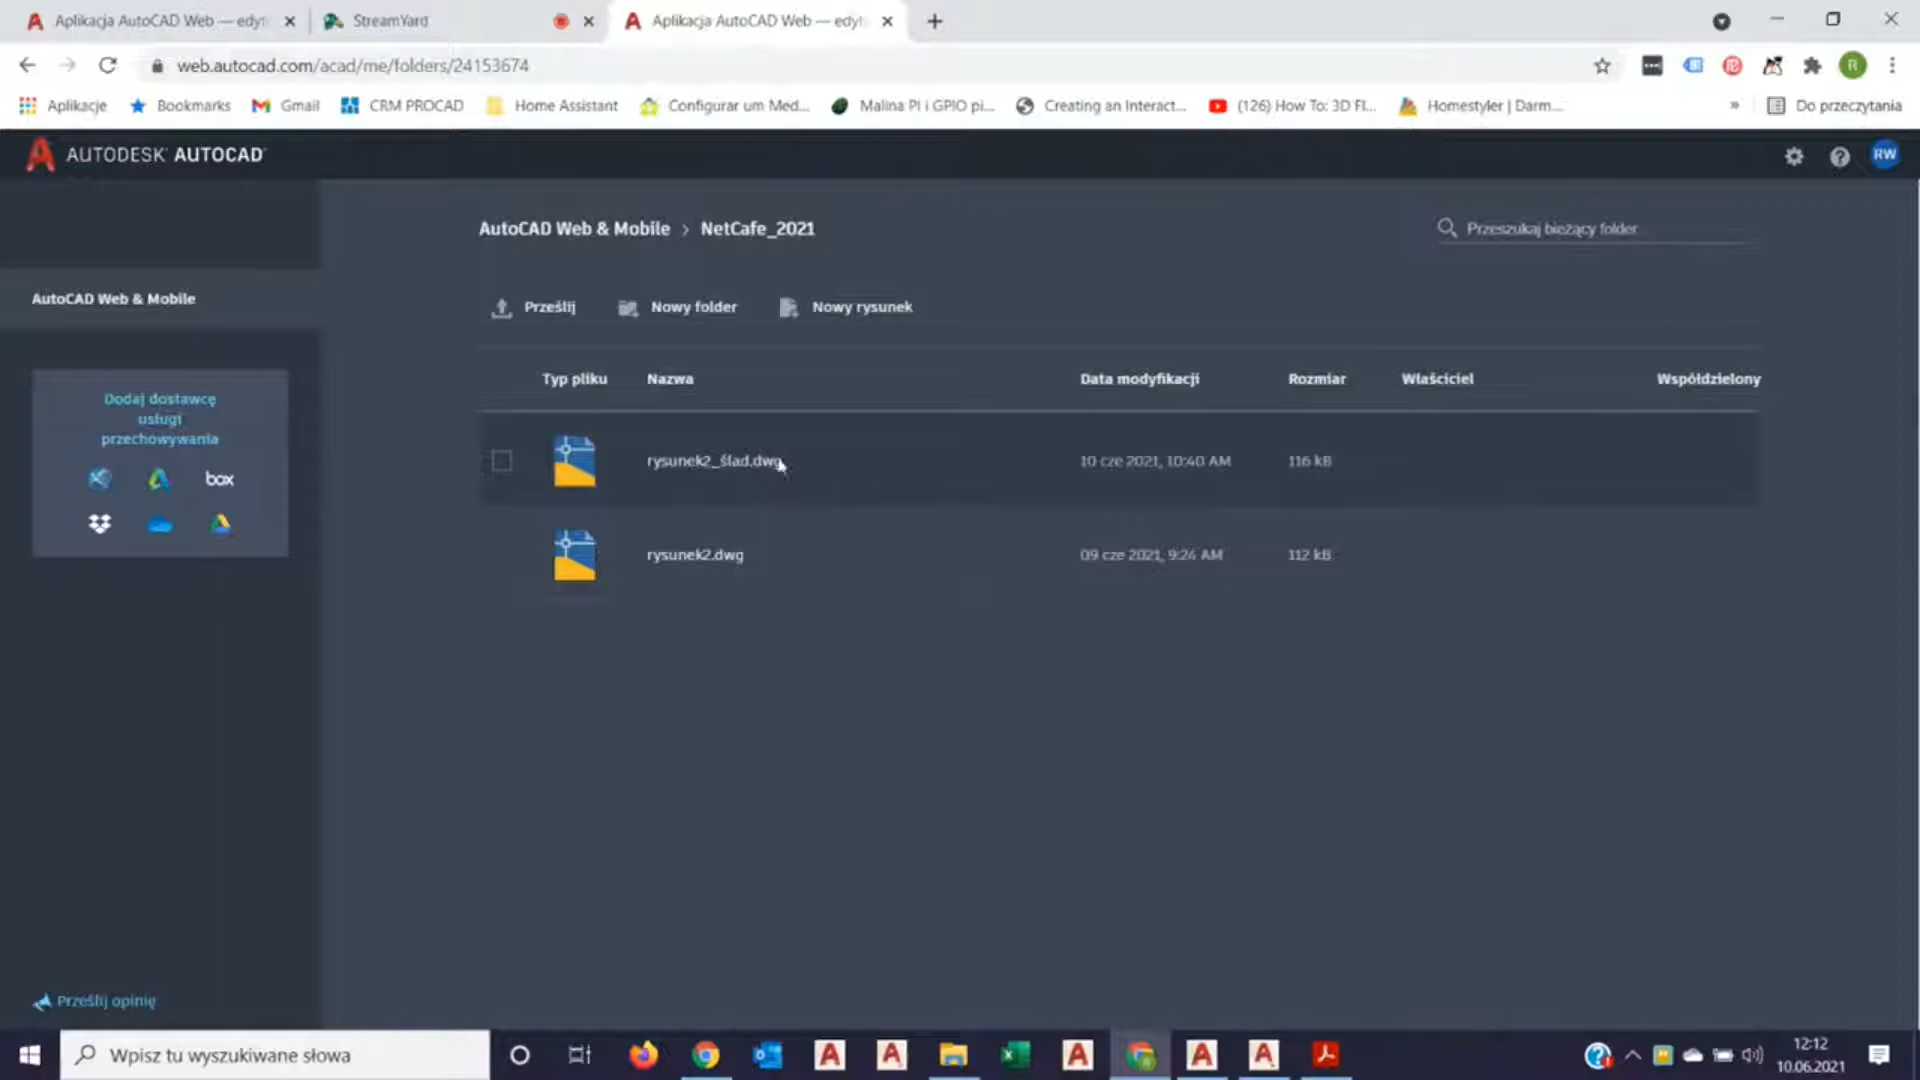 Aplikacja AutoCAD Web — edyt
StreamYard
Aplikacja AutoCAD Web — edyt
web.autocad.com/acad/me/folders/24153674
R
Aplikacje
Bookmarks
Gmail
CRM PROCAD
Home Assistant
Configurar um Med...
Malina PI i GPIO pi...
Creating an Interact...
(126) How To: 3D Fl...
Homestyler | Darm...
»
Do przeczytania
AUTODESK AUTOCAD
RW
AutoCAD Web & Mobile > NetCafe_2021
Przeszukaj bieżący folder
AutoCAD Web & Mobile
Prześlij
Nowy folder
Nowy rysunek
Dodaj dostawcę
usługi
przechowywania
box
Typ pliku
Nazwa
Data modyfikacji
Rozmiar
Właściciel
Współdzielony
rysunek2_ślad.dwg
10 cze 2021, 10:40 AM
116 kB
rysunek2.dwg
09 cze 2021, 9:24 AM
112 kB
Prześlij opinię
Wpisz tu wyszukiwane słowa
12:12
10.06.2021